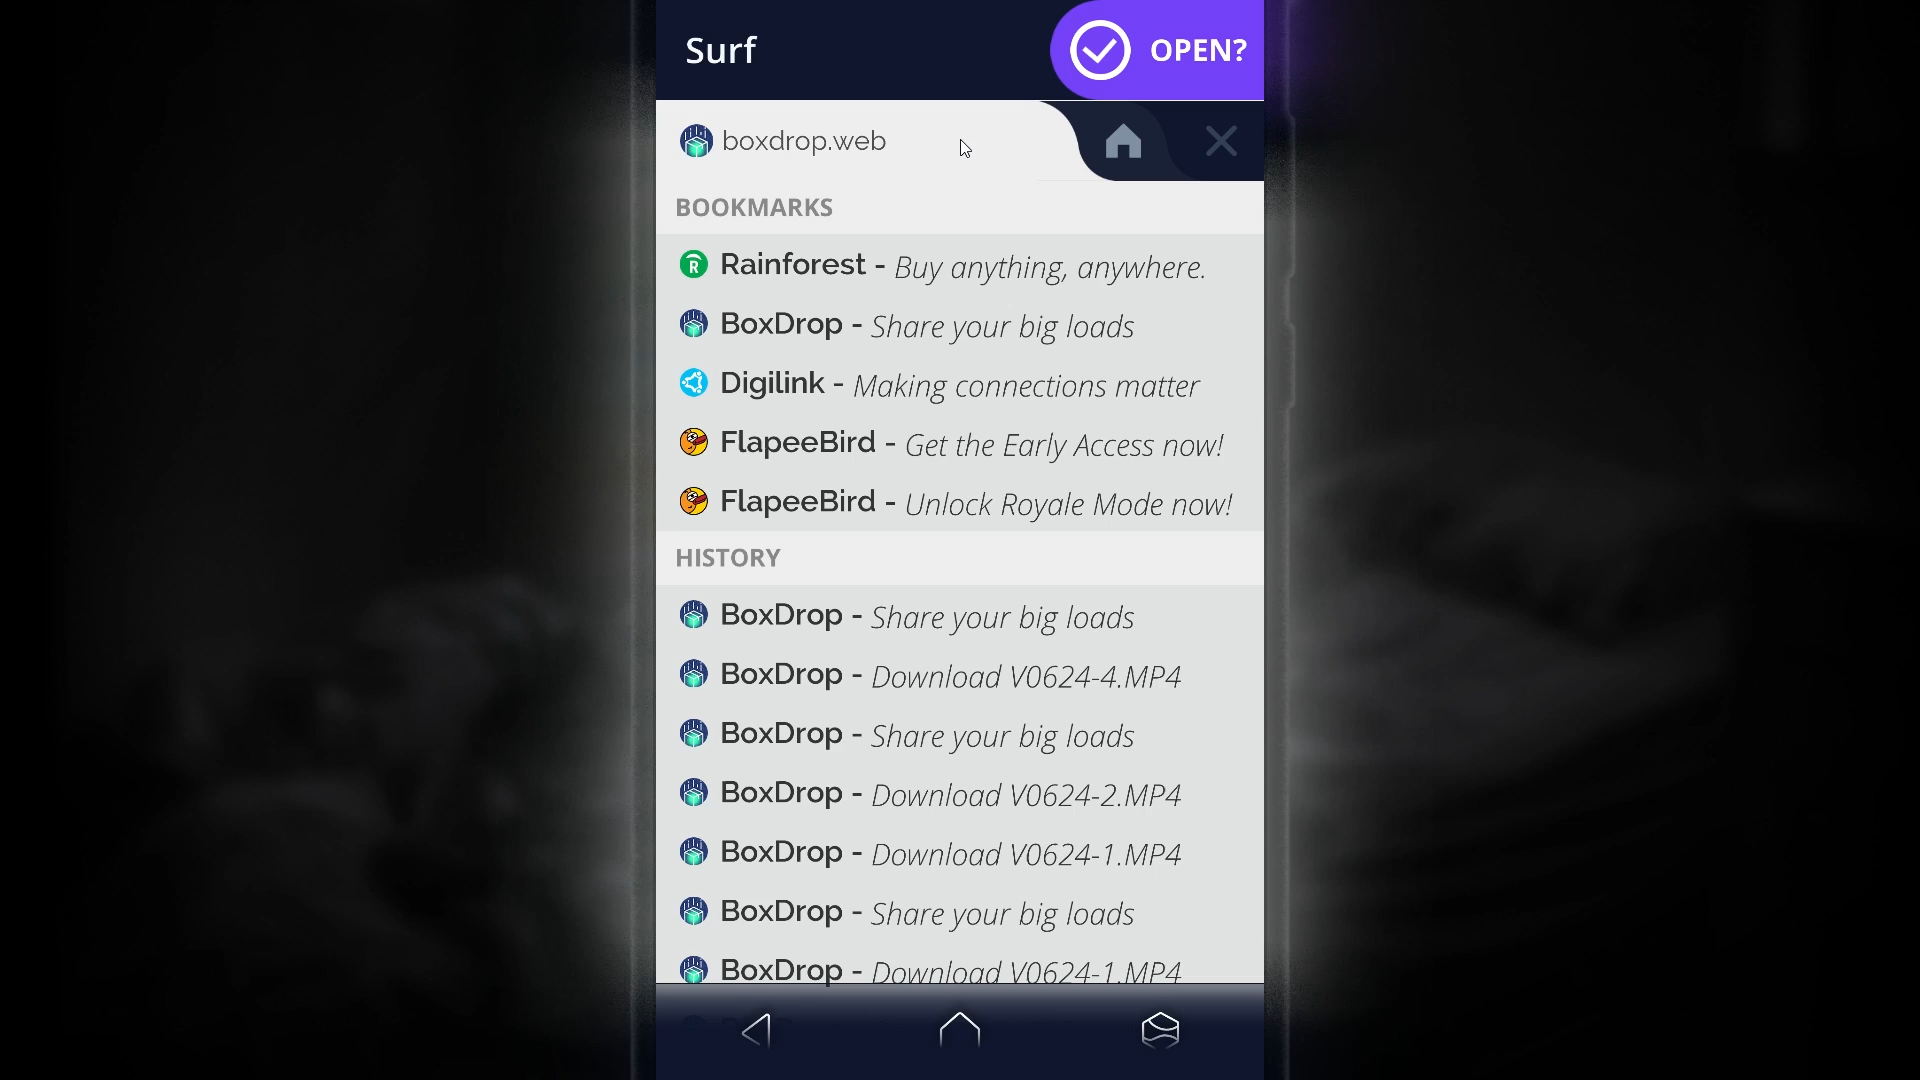 Surf
OPEN?
boxdrop.web
BOOKMARKS
Rainforest - Buy anything, anywhere.
BoxDrop - Share your big loads
Digilink - Making connections matter
FlapeeBird - Get the Early Access now!
FlapeeBird - Unlock Royale Mode now!
HISTORY
BoxDrop - Share your big loads
BoxDrop - Download V0624-4.MP4
BoxDrop - Share your big loads
BoxDrop - Download V0624-2.MP4
BoxDrop - Download V0624-1.MP4
BoxDrop - Share your big loads
BoxDrop - Download V0624-1.MP4